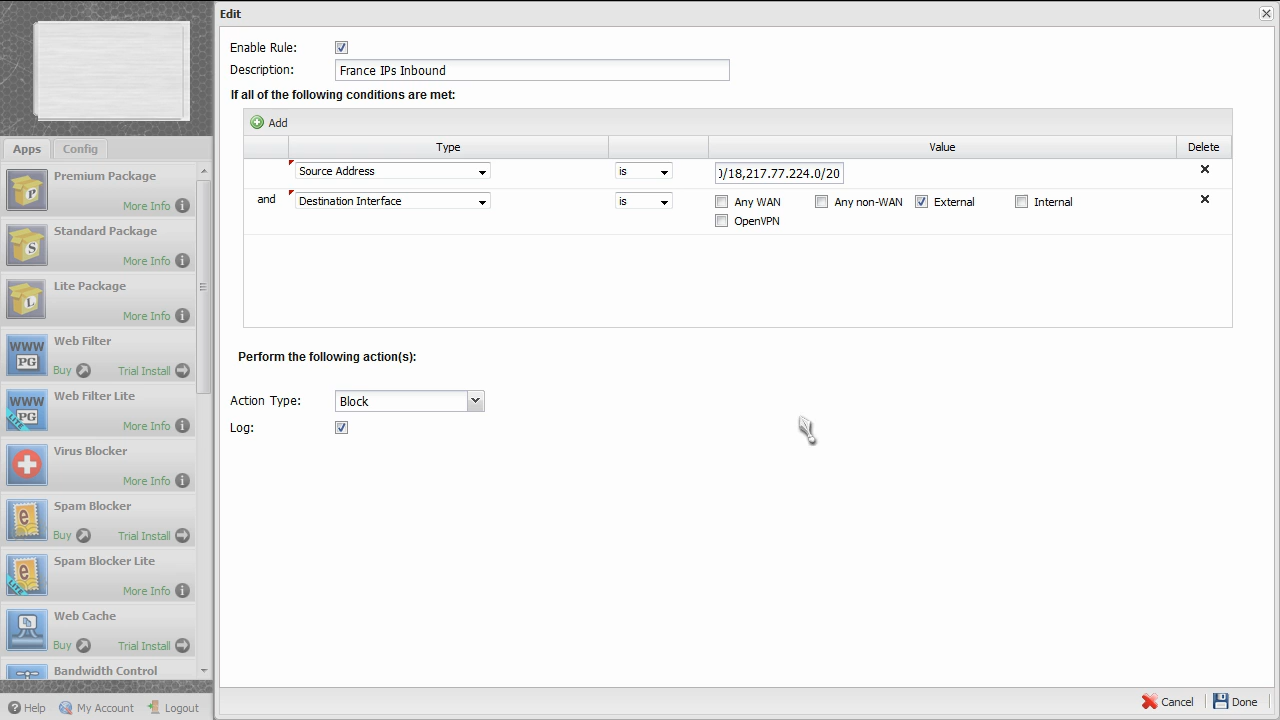 Edit
Enable Rule:
Description: France IPs Inbound
If all of the following conditions are met:
Add
Type Value Delete
Source Address is )/18,217.77.224.0/20
and Destination Interface is Any WAN Any non-WAN External Internal
OpenVPN
Perform the following action(s):
Action Type: Block
Log:
Cancel Done
Apps Config
Premium Package
More Info
Standard Package
More Info
Lite Package
More Info
Web Filter
Buy Trial Install
Web Filter Lite
More Info
Virus Blocker
More Info
Spam Blocker
Buy Trial Install
Spam Blocker Lite
More Info
Web Cache
Buy Trial Install
Bandwidth Control
Help My Account Logout